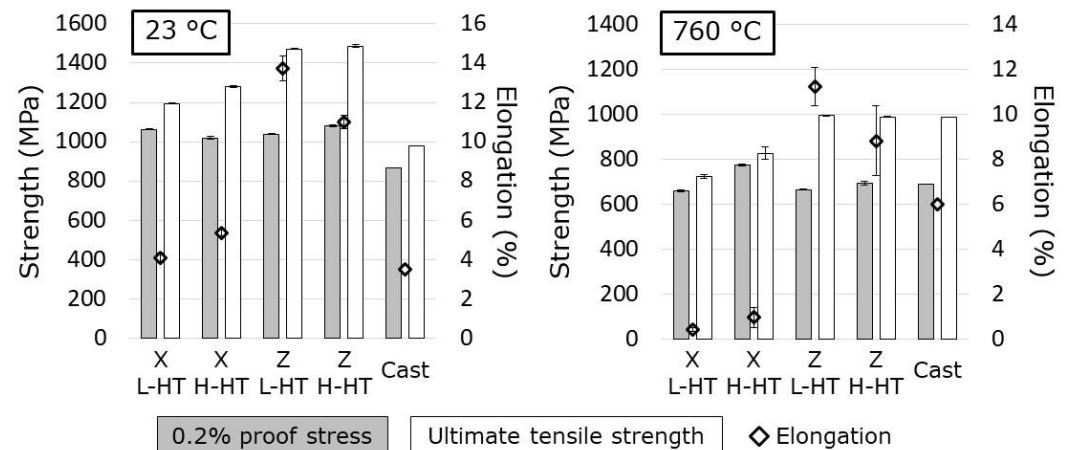 23 °C
Strength (MPa)
1600
1400
1200
1000
800
600
400
200
0
16
14
12
10
8
6
4
2
0
Elongation (%)
X
L-HT
X
H-HT
Z
L-HT
Z
H-HT
Cast
760 °C
Strength (MPa)
1400
1200
1000
800
600
400
200
0
14
12
10
8
6
4
2
0
Elongation (%)
X
L-HT
X
H-HT
Z
L-HT
Z
H-HT
Cast
0.2% proof stress
Ultimate tensile strength
Elongation